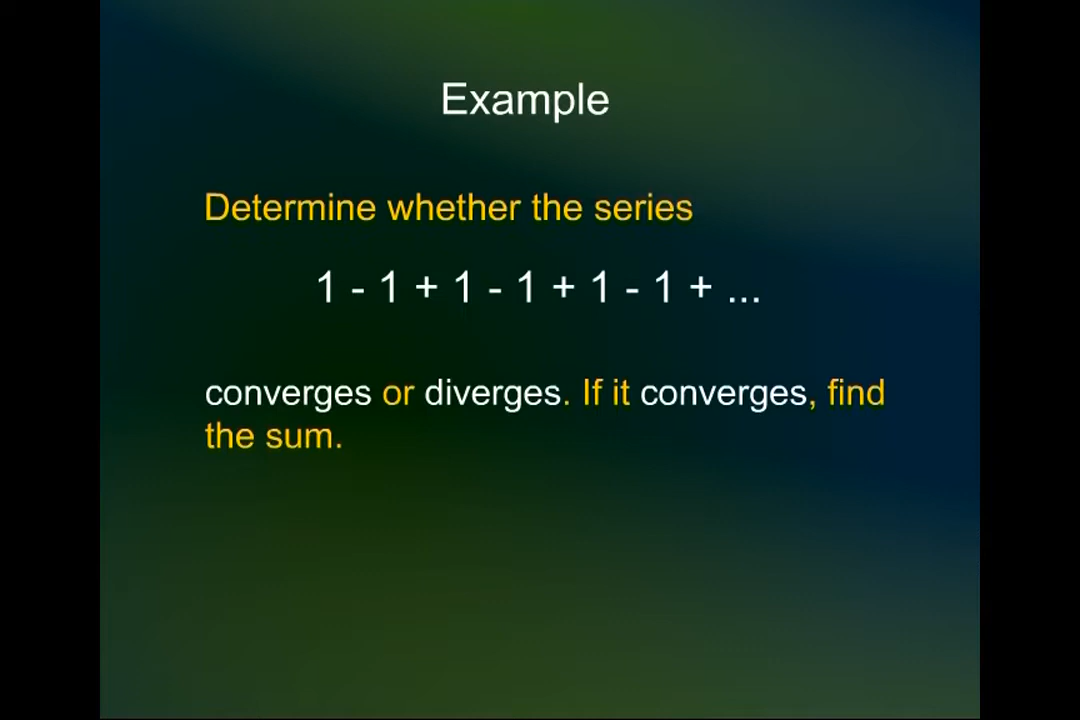 Example
Determine whether the series
1 - 1 + 1 - 1 + 1 - 1 + ...
converges or diverges. If it converges, find
the sum.